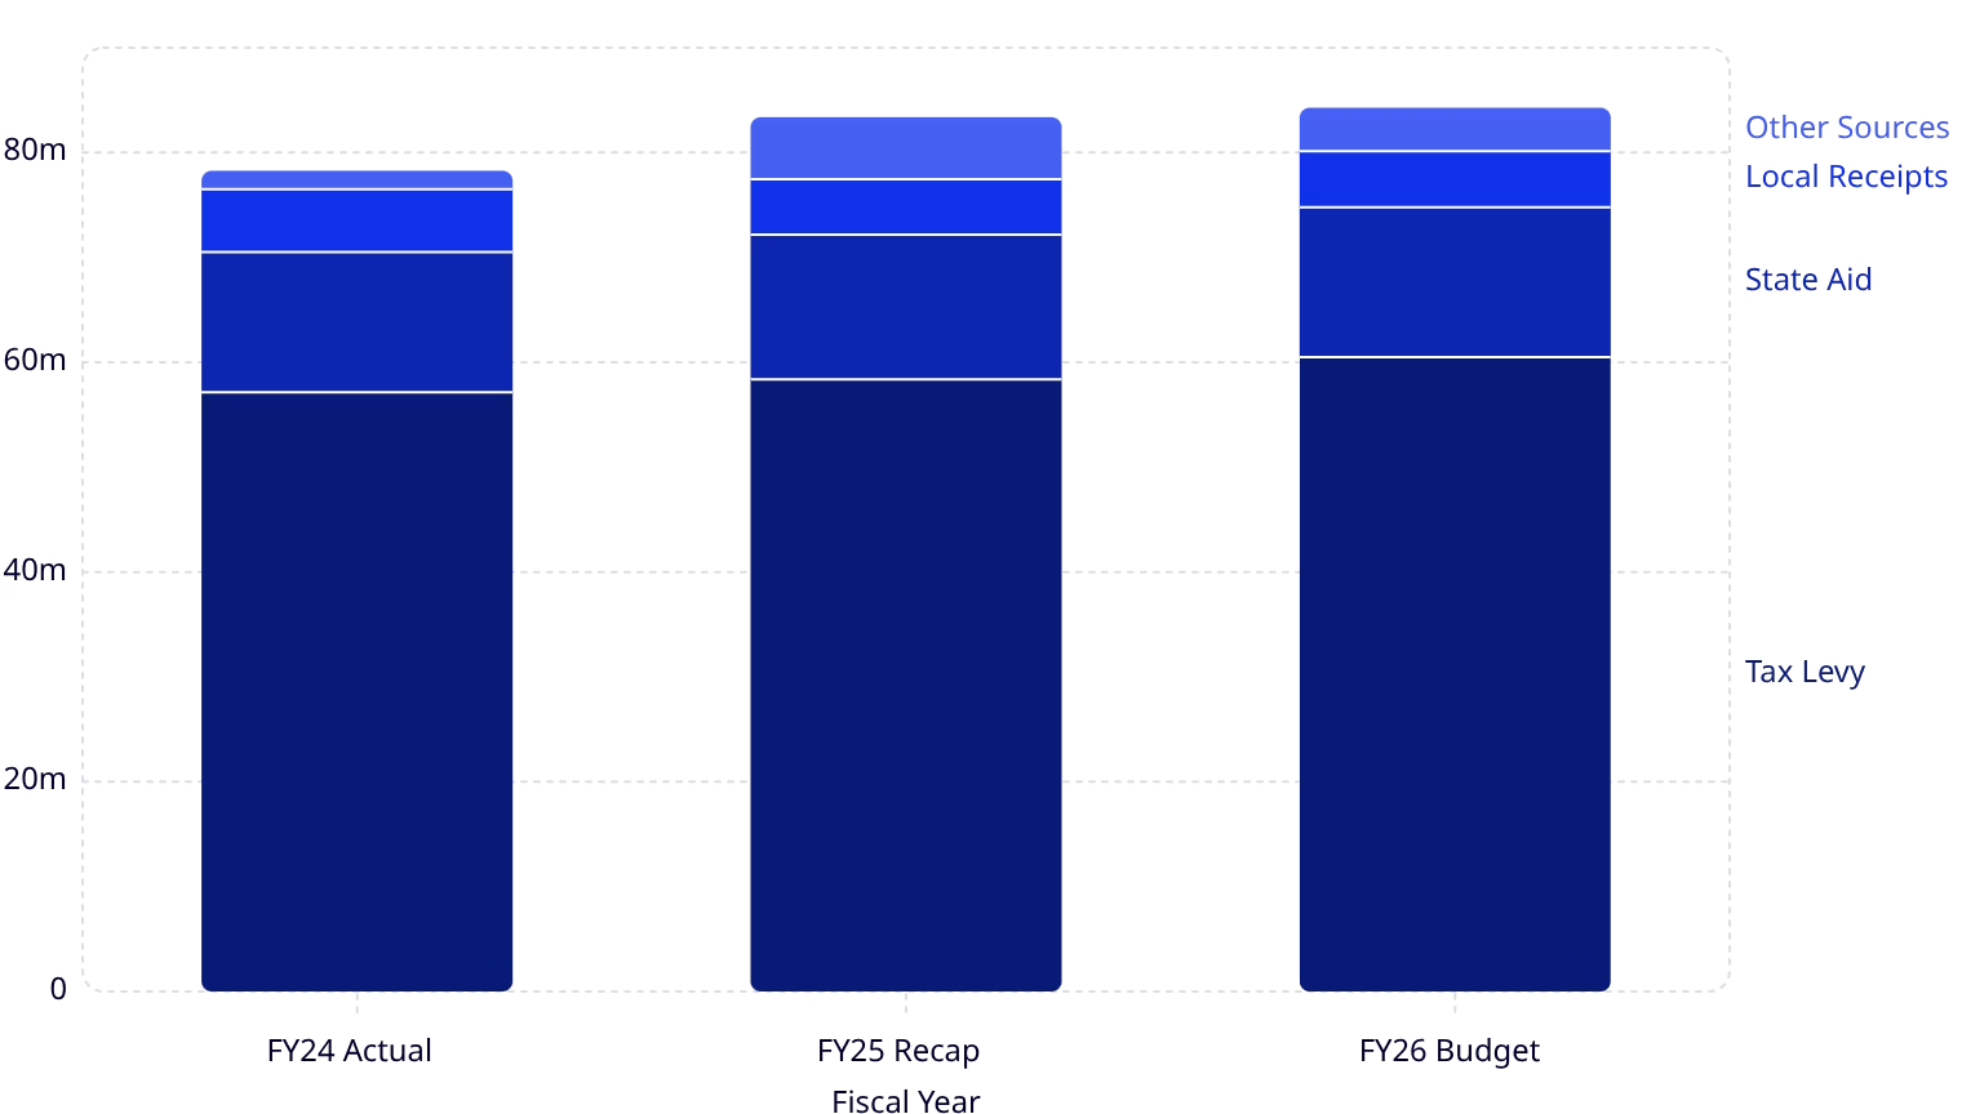 80m
60m
40m
20m
0
Other Sources
Local Receipts
State Aid
Tax Levy
FY24 Actual
FY25 Recap
FY26 Budget
Fiscal Year